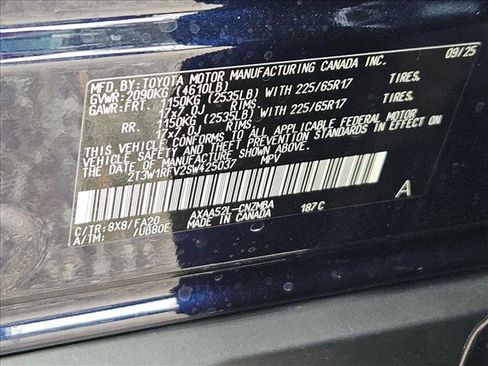 MFD. BY: TOYOTA MOTOR MANUFACTURING CANADA INC. 09/25
GVWR: 2090KG (4610LB)
GAWR: FRT. 1150KG (2535LB) WITH 225/65R17 TIRES,
17x7.0J RIMS.
RR. 1150KG (2535LB) WITH 225/65R17 TIRES,
17x7.0J RIMS.
THIS VEHICLE CONFORMS TO ALL APPLICABLE FEDERAL MOTOR
VEHICLE SAFETY AND THEFT PREVENTION STANDARDS IN EFFECT
ON THE DATE OF MANUFACTURE SHOWN ABOVE.
2T3W1RFV2SW425037 MPV
A
C/TR: 8X8/FA20 AXAA52L-CNZMBA 187C
A/TM: /UB80E MADE IN CANADA